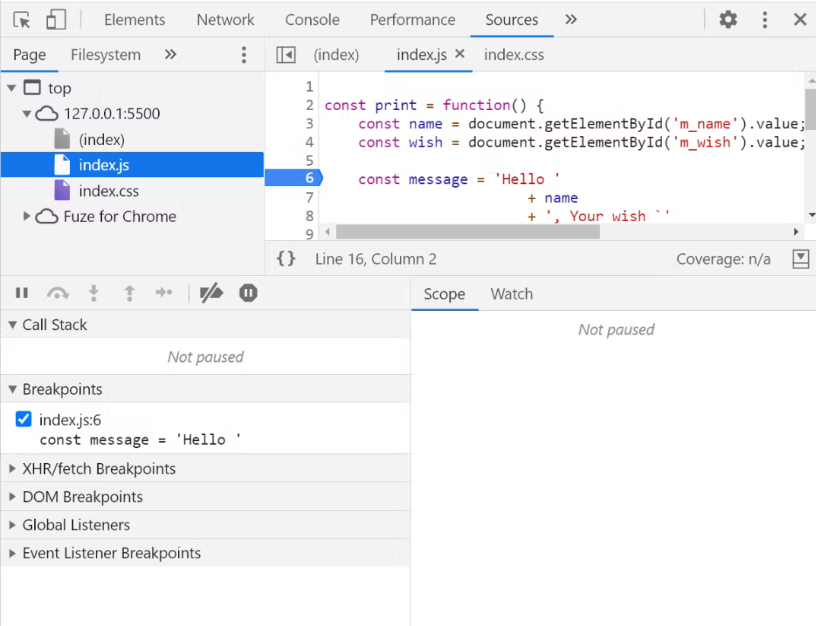 Elements Network Console Performance Sources »
Page Filesystem » (index) index.js × index.css
top
127.0.0.1:5500
(index)
index.js
index.css
Fuze for Chrome
1
2 const print = function() {
3 const name = document.getElementById('m_name').value;
4 const wish = document.getElementById('m_wish').value;
5
6 const message = 'Hello '
7 + name
8 + ', Your wish `'
9
{} Line 16, Column 2 Coverage: n/a
Scope Watch
Call Stack
Not paused
Not paused
Breakpoints
index.js:6
const message = 'Hello '
XHR/fetch Breakpoints
DOM Breakpoints
Global Listeners
Event Listener Breakpoints